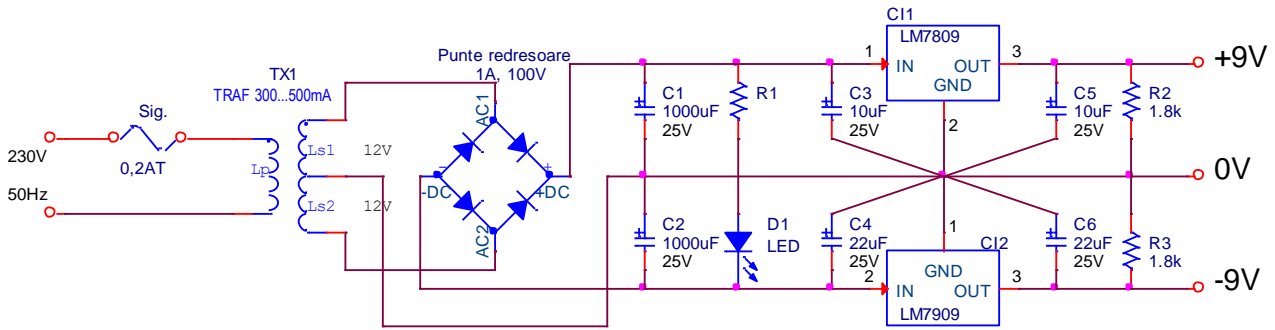 230V
50Hz
Sig.
0,2AT
TX1
TRAF 300...500mA
Lp
Ls1
12V
Ls2
12V
Punte redresoare
1A, 100V
AC1
-
+
-DC
+DC
AC2
C1
1000uF
25V
C2
1000uF
25V
R1
D1
LED
C3
10uF
25V
C4
22uF
25V
CI1
LM7809
1
IN
OUT
3
GND
2
1
CI2
GND
2
IN
OUT
3
LM7909
C5
10uF
25V
C6
22uF
25V
R2
1.8k
R3
1.8k
+9V
0V
-9V